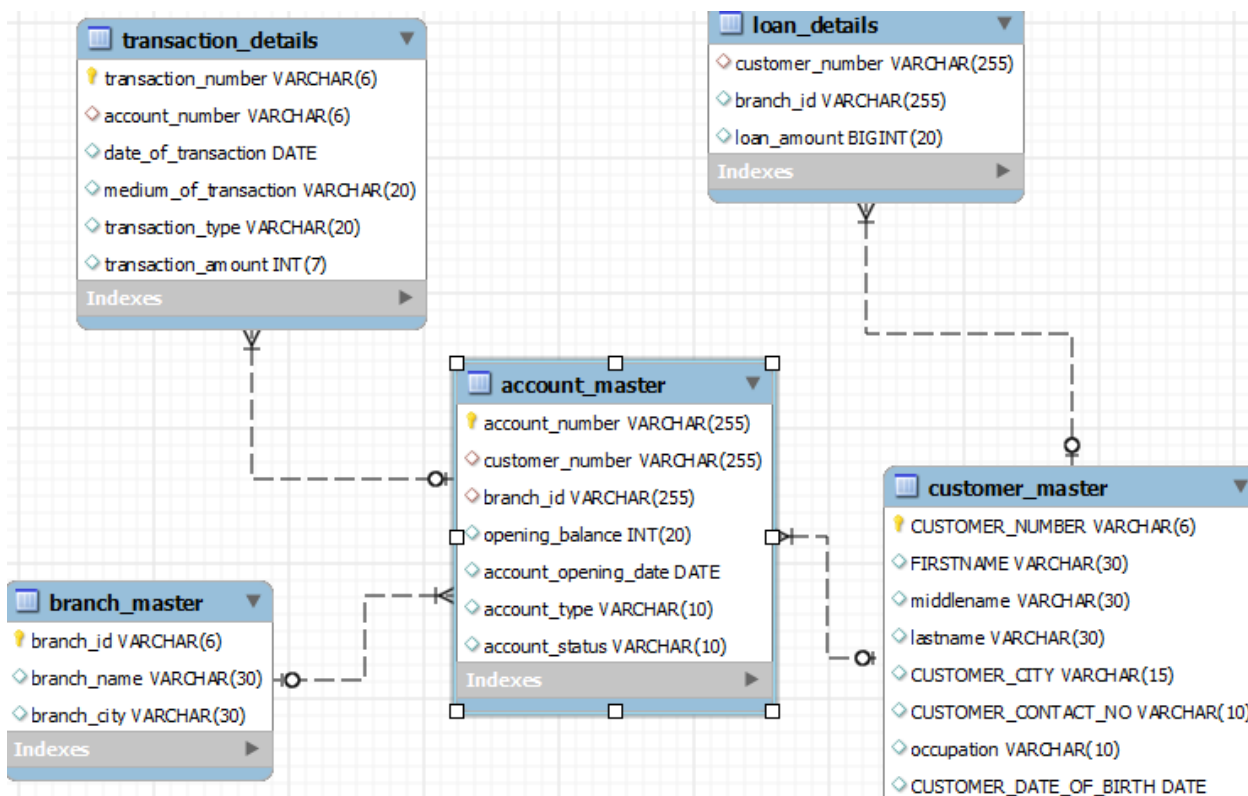 transaction_details
transaction_number VARCHAR(6)
account_number VARCHAR(6)
date_of_transaction DATE
medium_of_transaction VARCHAR(20)
transaction_type VARCHAR(20)
transaction_amount INT(7)
Indexes
loan_details
customer_number VARCHAR(255)
branch_id VARCHAR(255)
loan_amount BIGINT(20)
Indexes
account_master
account_number VARCHAR(255)
customer_number VARCHAR(255)
branch_id VARCHAR(255)
opening_balance INT(20)
account_opening_date DATE
account_type VARCHAR(10)
account_status VARCHAR(10)
Indexes
branch_master
branch_id VARCHAR(6)
branch_name VARCHAR(30)
branch_city VARCHAR(30)
Indexes
customer_master
CUSTOMER_NUMBER VARCHAR(6)
FIRSTNAME VARCHAR(30)
middlename VARCHAR(30)
lastname VARCHAR(30)
CUSTOMER_CITY VARCHAR(15)
CUSTOMER_CONTACT_NO VARCHAR(10)
occupation VARCHAR(10)
CUSTOMER_DATE_OF_BIRTH DATE